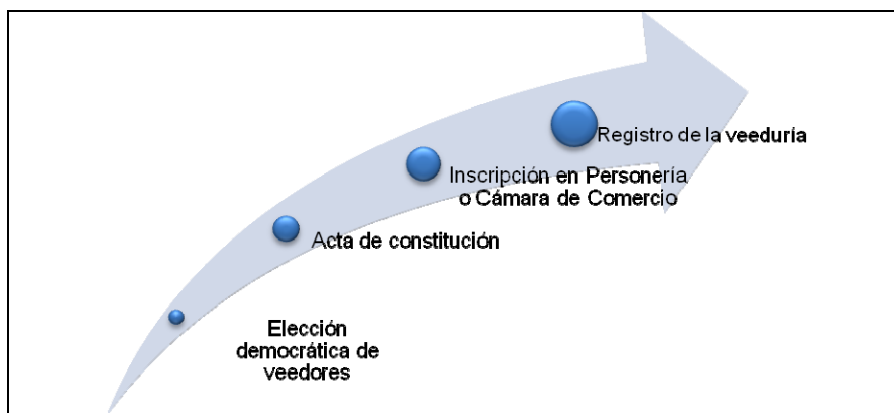 Registro de la veeduría
Inscripción en Personería
o Cámara de Comercio
Acta de constitución
Elección
democrática de
veedores